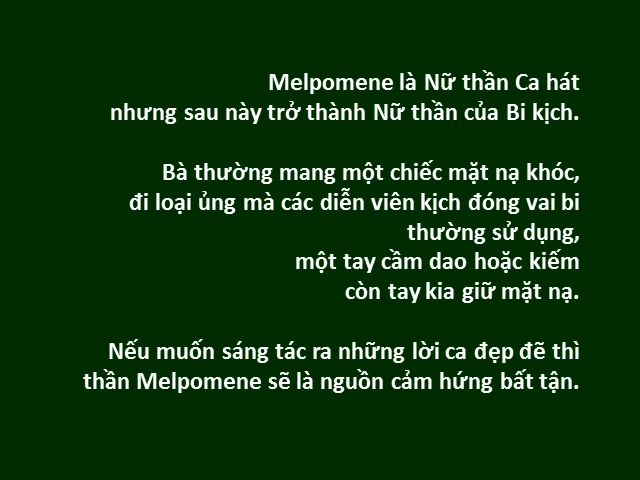 Melpomene là Nữ thần Ca hát
nhưng sau này trở thành Nữ thần của Bi kịch.
Bà thường mang một chiếc mặt nạ khóc,
đi loại ủng mà các diễn viên kịch đóng vai bi
thường sử dụng,
một tay cầm dao hoặc kiếm
còn tay kia giữ mặt nạ.
Nếu muốn sáng tác ra những lời ca đẹp đẽ thì
thần Melpomene sẽ là nguồn cảm hứng bất tận.